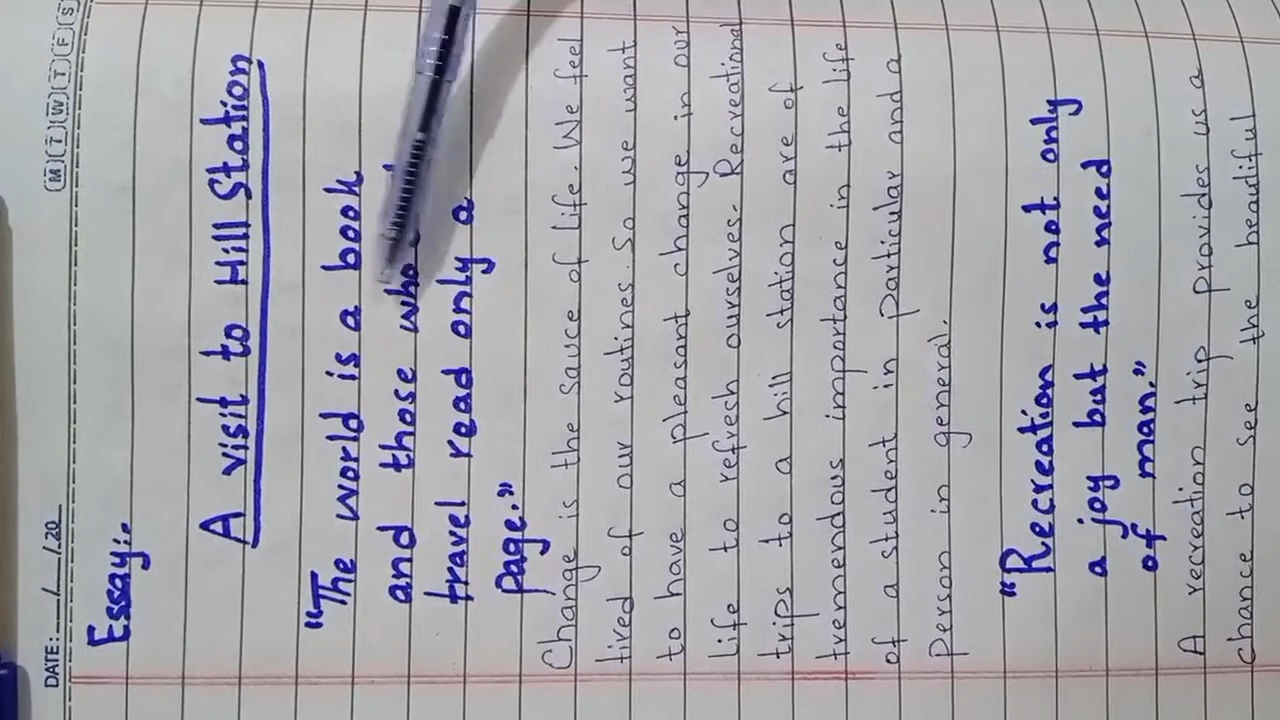 DATE: __/__/20__
M T W T F S
Essay:-
A visit to Hill Station
"The world is a book
and those who
travel read only a
page."
Change is the sauce of life. We feel
tired of our routines. So we want
to have a pleasant change in our
life to refresh ourselves. Recreational
trips to a hill station are of
tremendous importance in the life
of a student in particular and a
Person in general.
"Recreation is not only
a joy but the need
of man."
A recreation trip provides us a
chance to see the beautiful